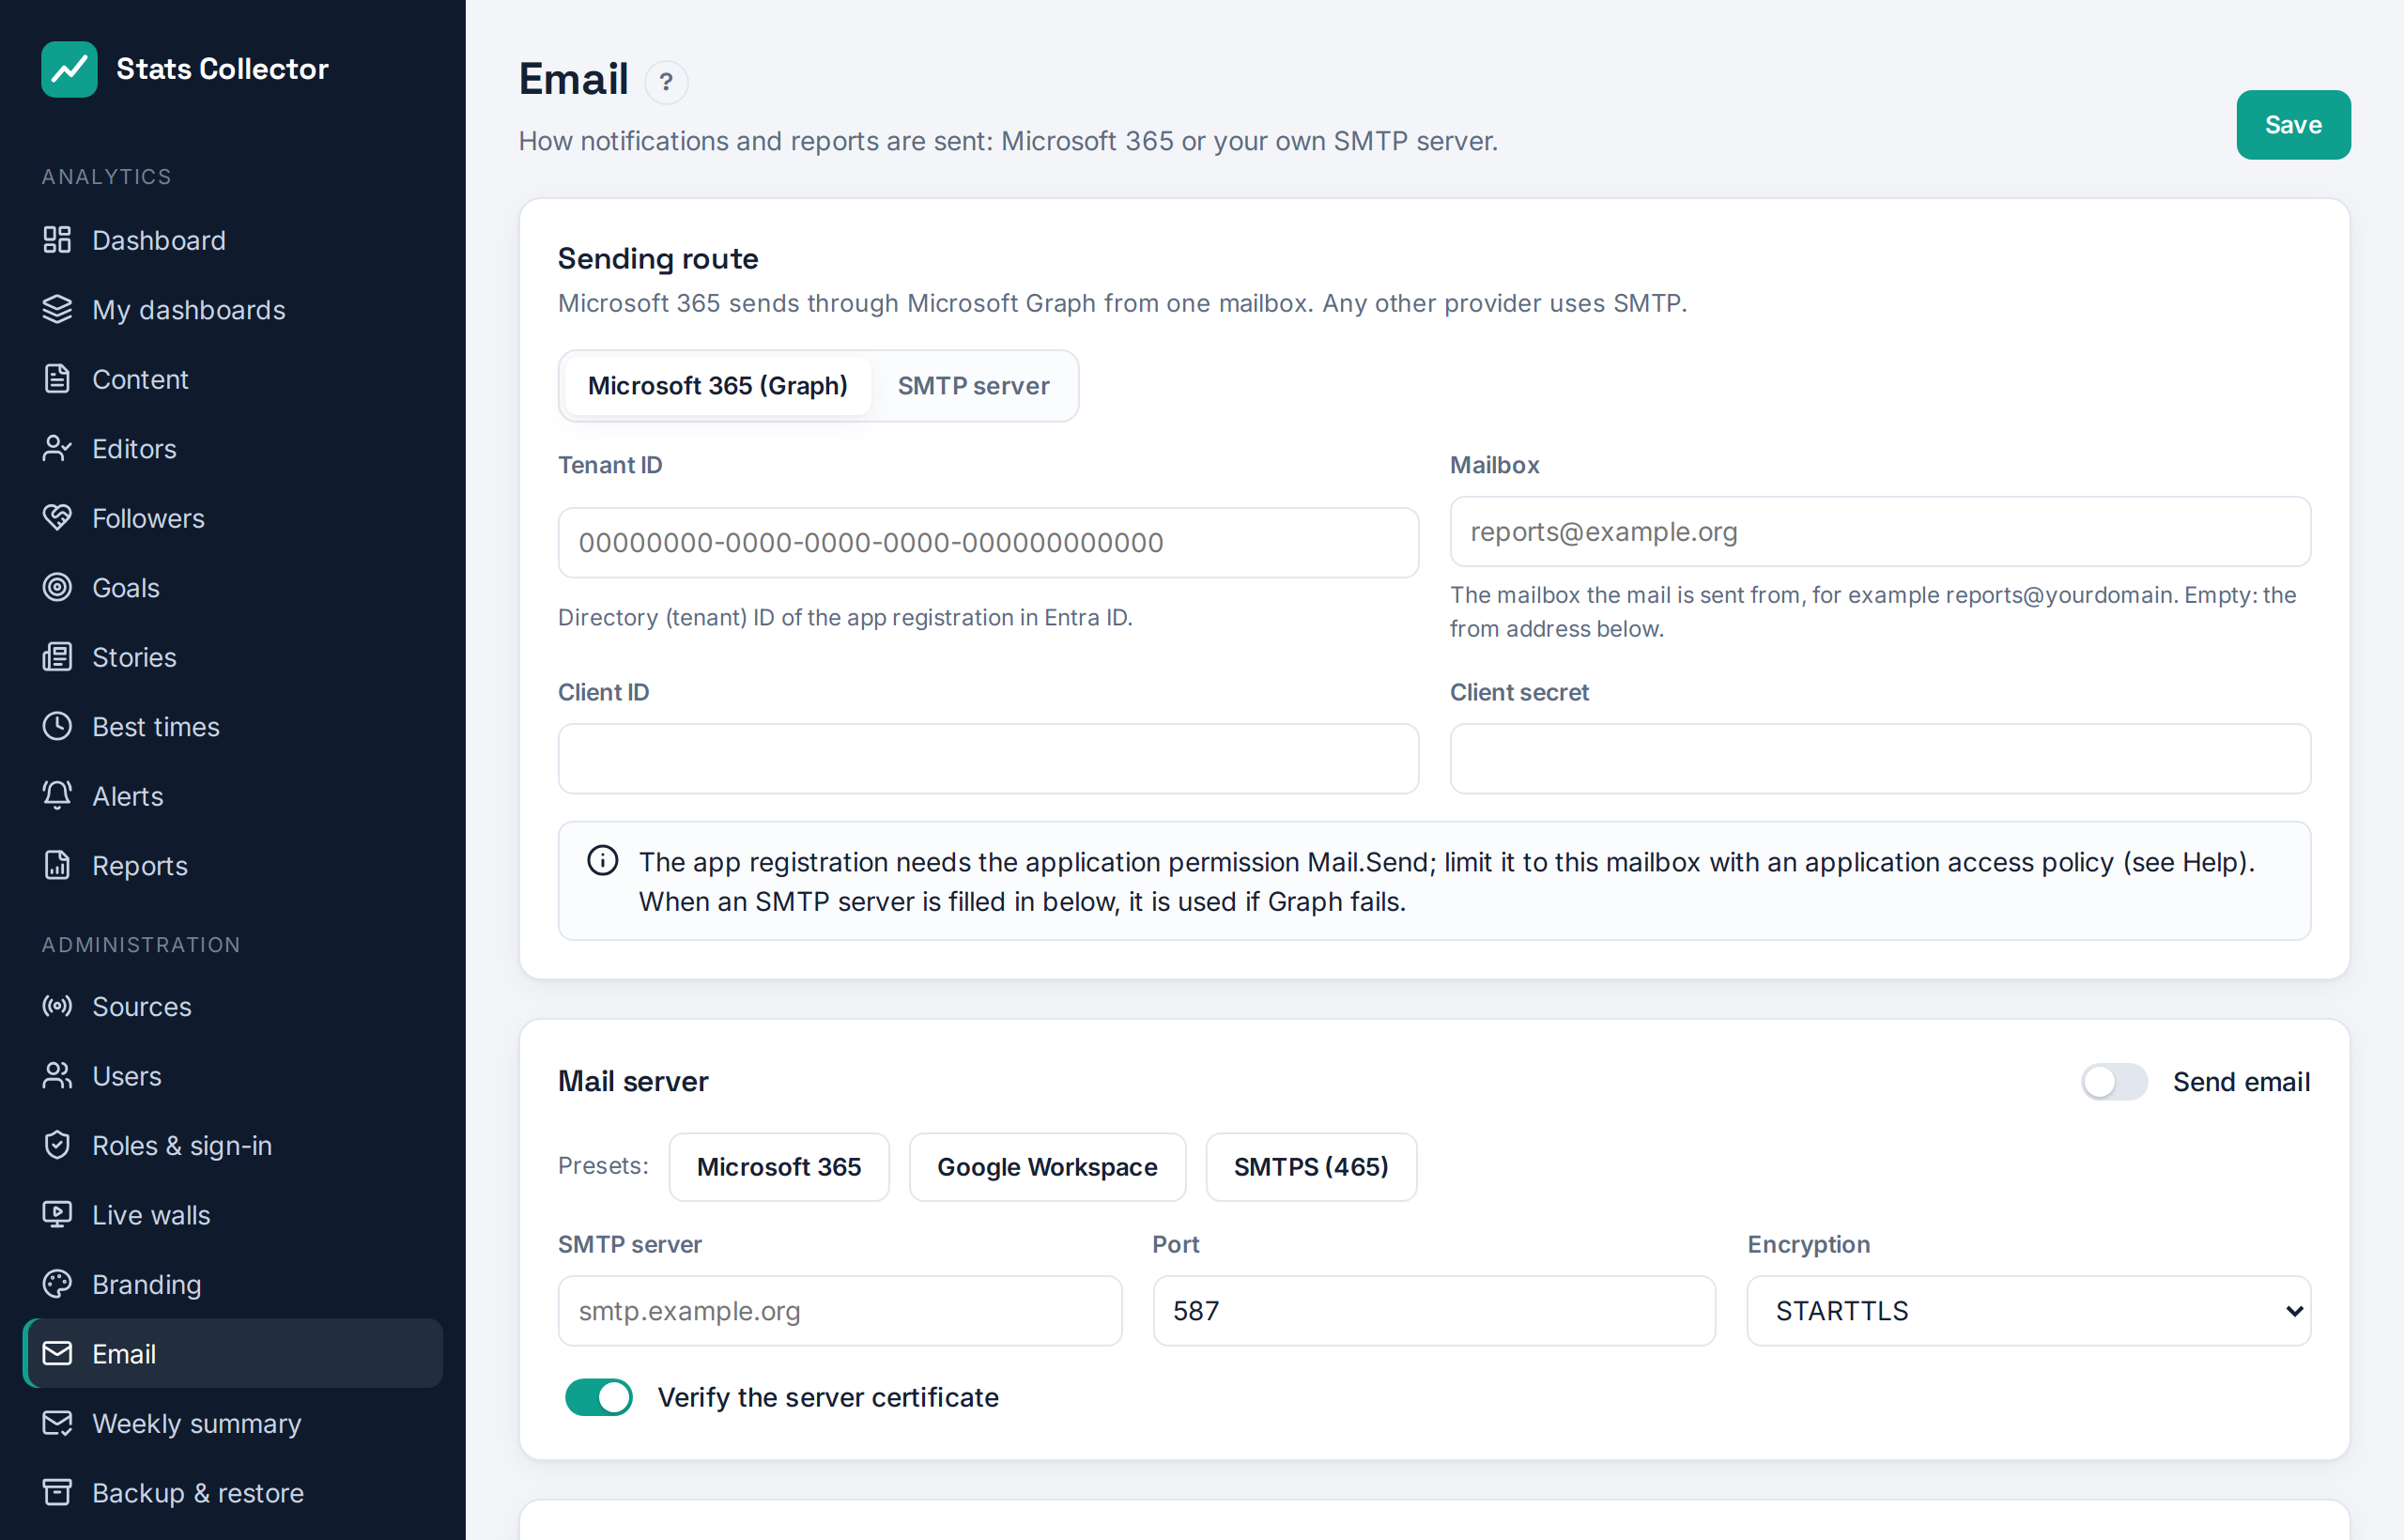 Stats Collector
ANALYTICS
Dashboard
My dashboards
Content
Editors
Followers
Goals
Stories
Best times
Alerts
Reports
ADMINISTRATION
Sources
Users
Roles & sign-in
Live walls
Branding
Email
Weekly summary
Backup & restore
Email ?
How notifications and reports are sent: Microsoft 365 or your own SMTP server.
Save
Sending route
Microsoft 365 sends through Microsoft Graph from one mailbox. Any other provider uses SMTP.
Microsoft 365 (Graph) SMTP server
Tenant ID
00000000-0000-0000-0000-000000000000
Directory (tenant) ID of the app registration in Entra ID.
Mailbox
reports@example.org
The mailbox the mail is sent from, for example reports@yourdomain. Empty: the
from address below.
Client ID
Client secret
The app registration needs the application permission Mail.Send; limit it to this mailbox with an application access policy (see Help).
When an SMTP server is filled in below, it is used if Graph fails.
Mail server
Send email
Presets: Microsoft 365 Google Workspace SMTPS (465)
SMTP server
smtp.example.org
Port
587
Encryption
STARTTLS
Verify the server certificate